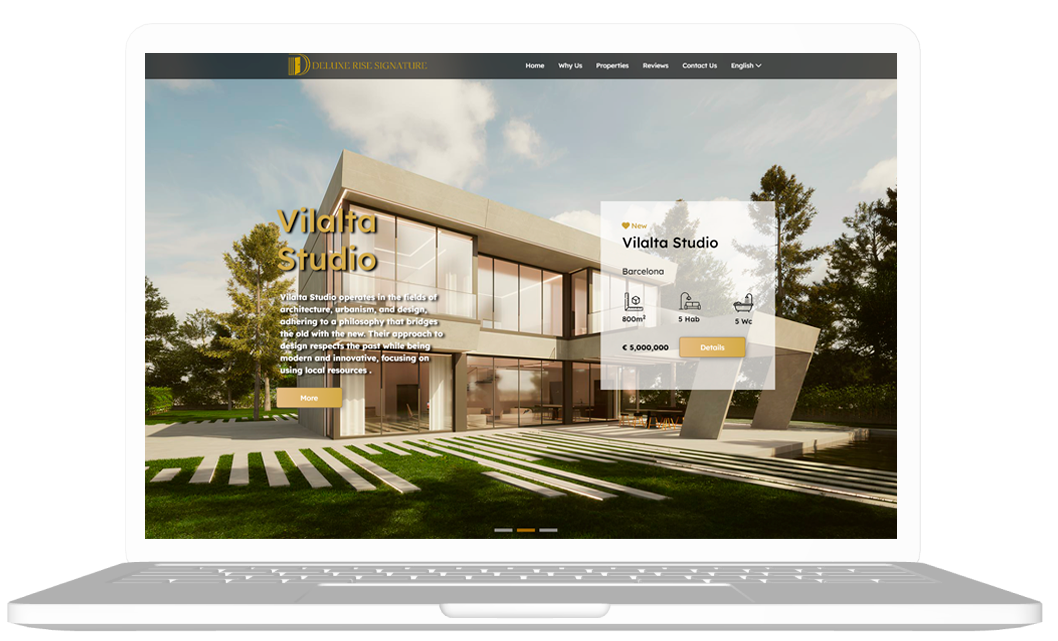 DELUXE RISE SIGNATURE
Home Why Us Properties Reviews Contact Us English
Vilalta
Studio
Vilalta Studio operates in the fields of
architecture, urbanism, and design,
adhering to a philosophy that bridges
the old with the new. Their approach to
design respects the past while being
modern and innovative, focusing on
using local resources .
More
New
Vilalta Studio
Barcelona
800m² 5 Hab 5 Wc
€ 5,000,000 Details